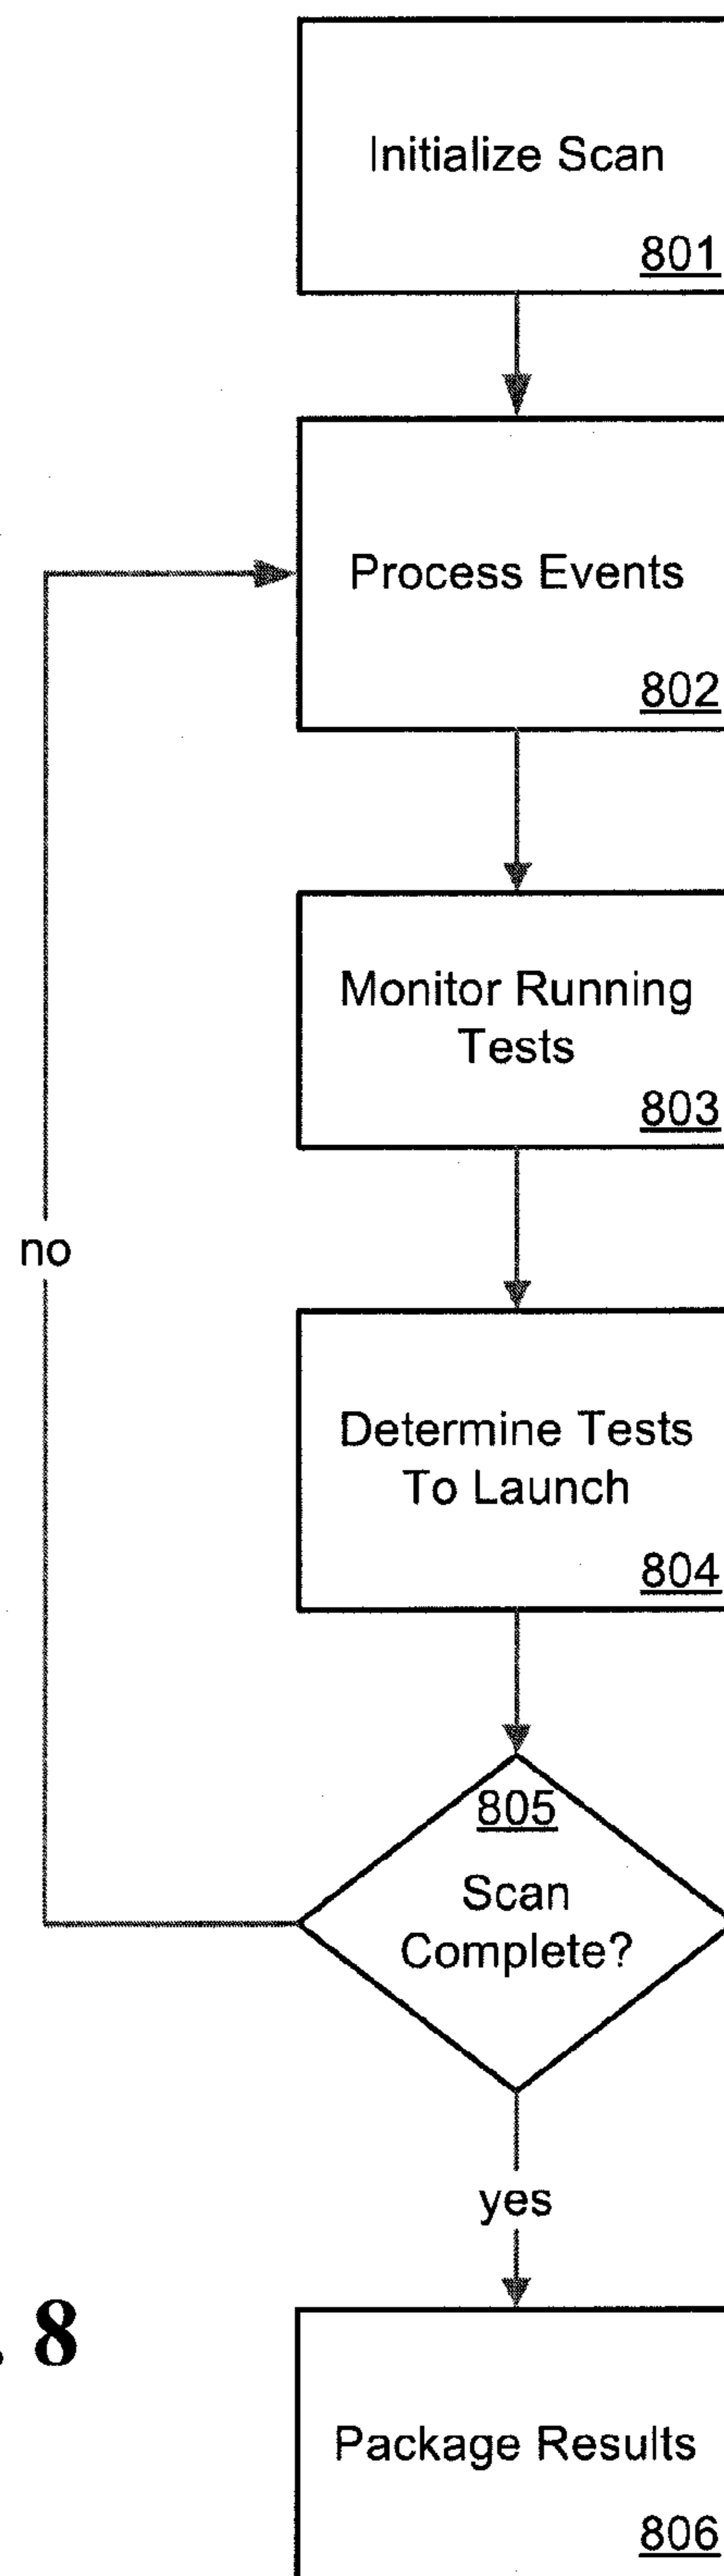 Initialize Scan
801
Process Events
802
Monitor Running
Tests
803
no
Determine Tests
To Launch
804
805
Scan
Complete?
yes
. 8
Package Results
806